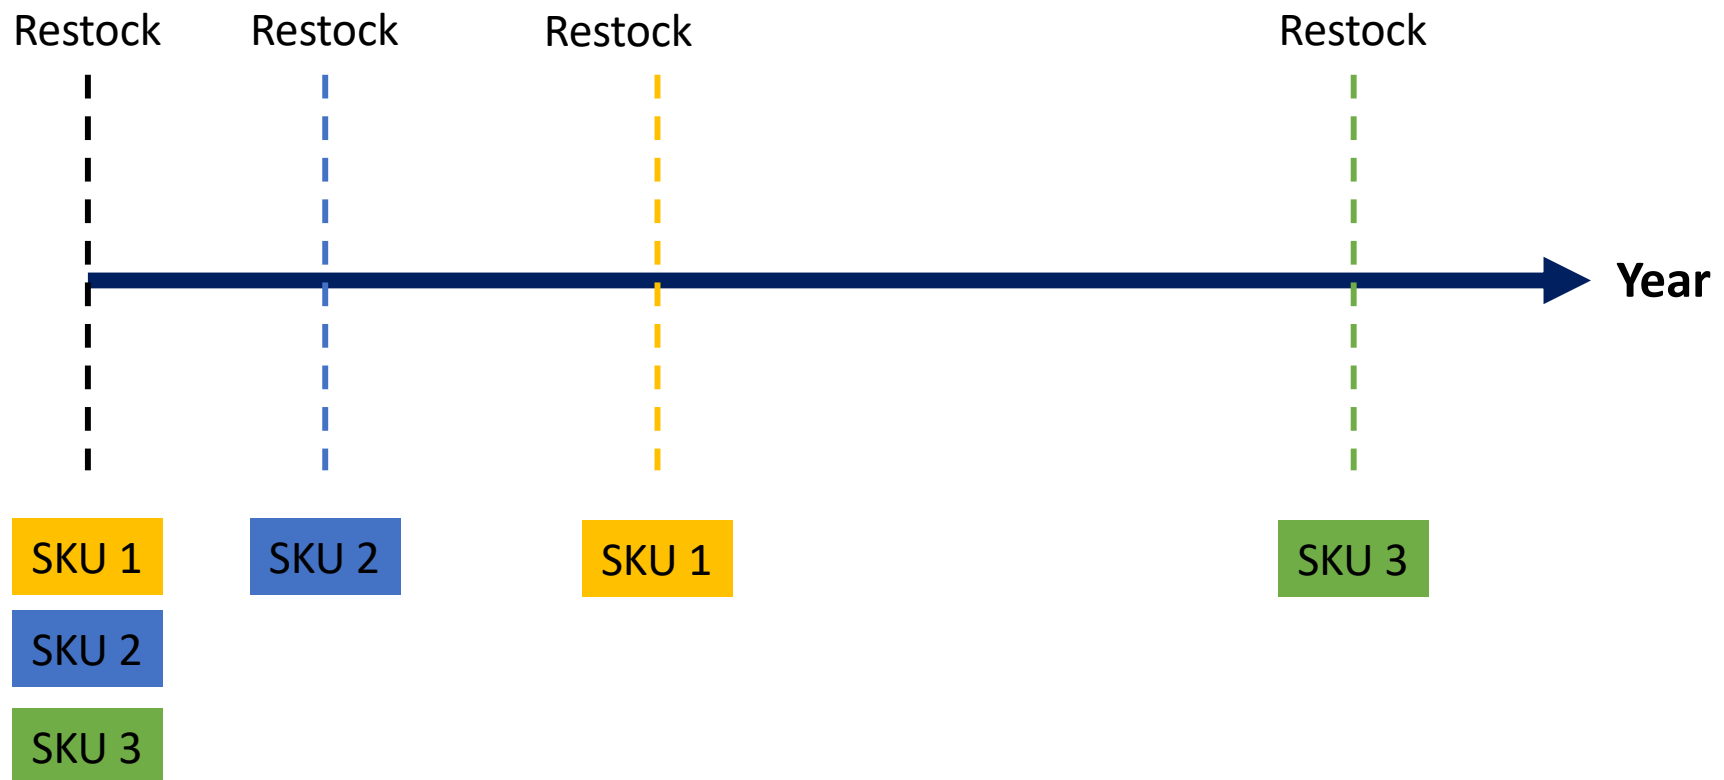 Restock
Restock
Restock
Restock
Year
SKU 1
SKU 2
SKU 1
SKU 3
SKU 2
SKU 3